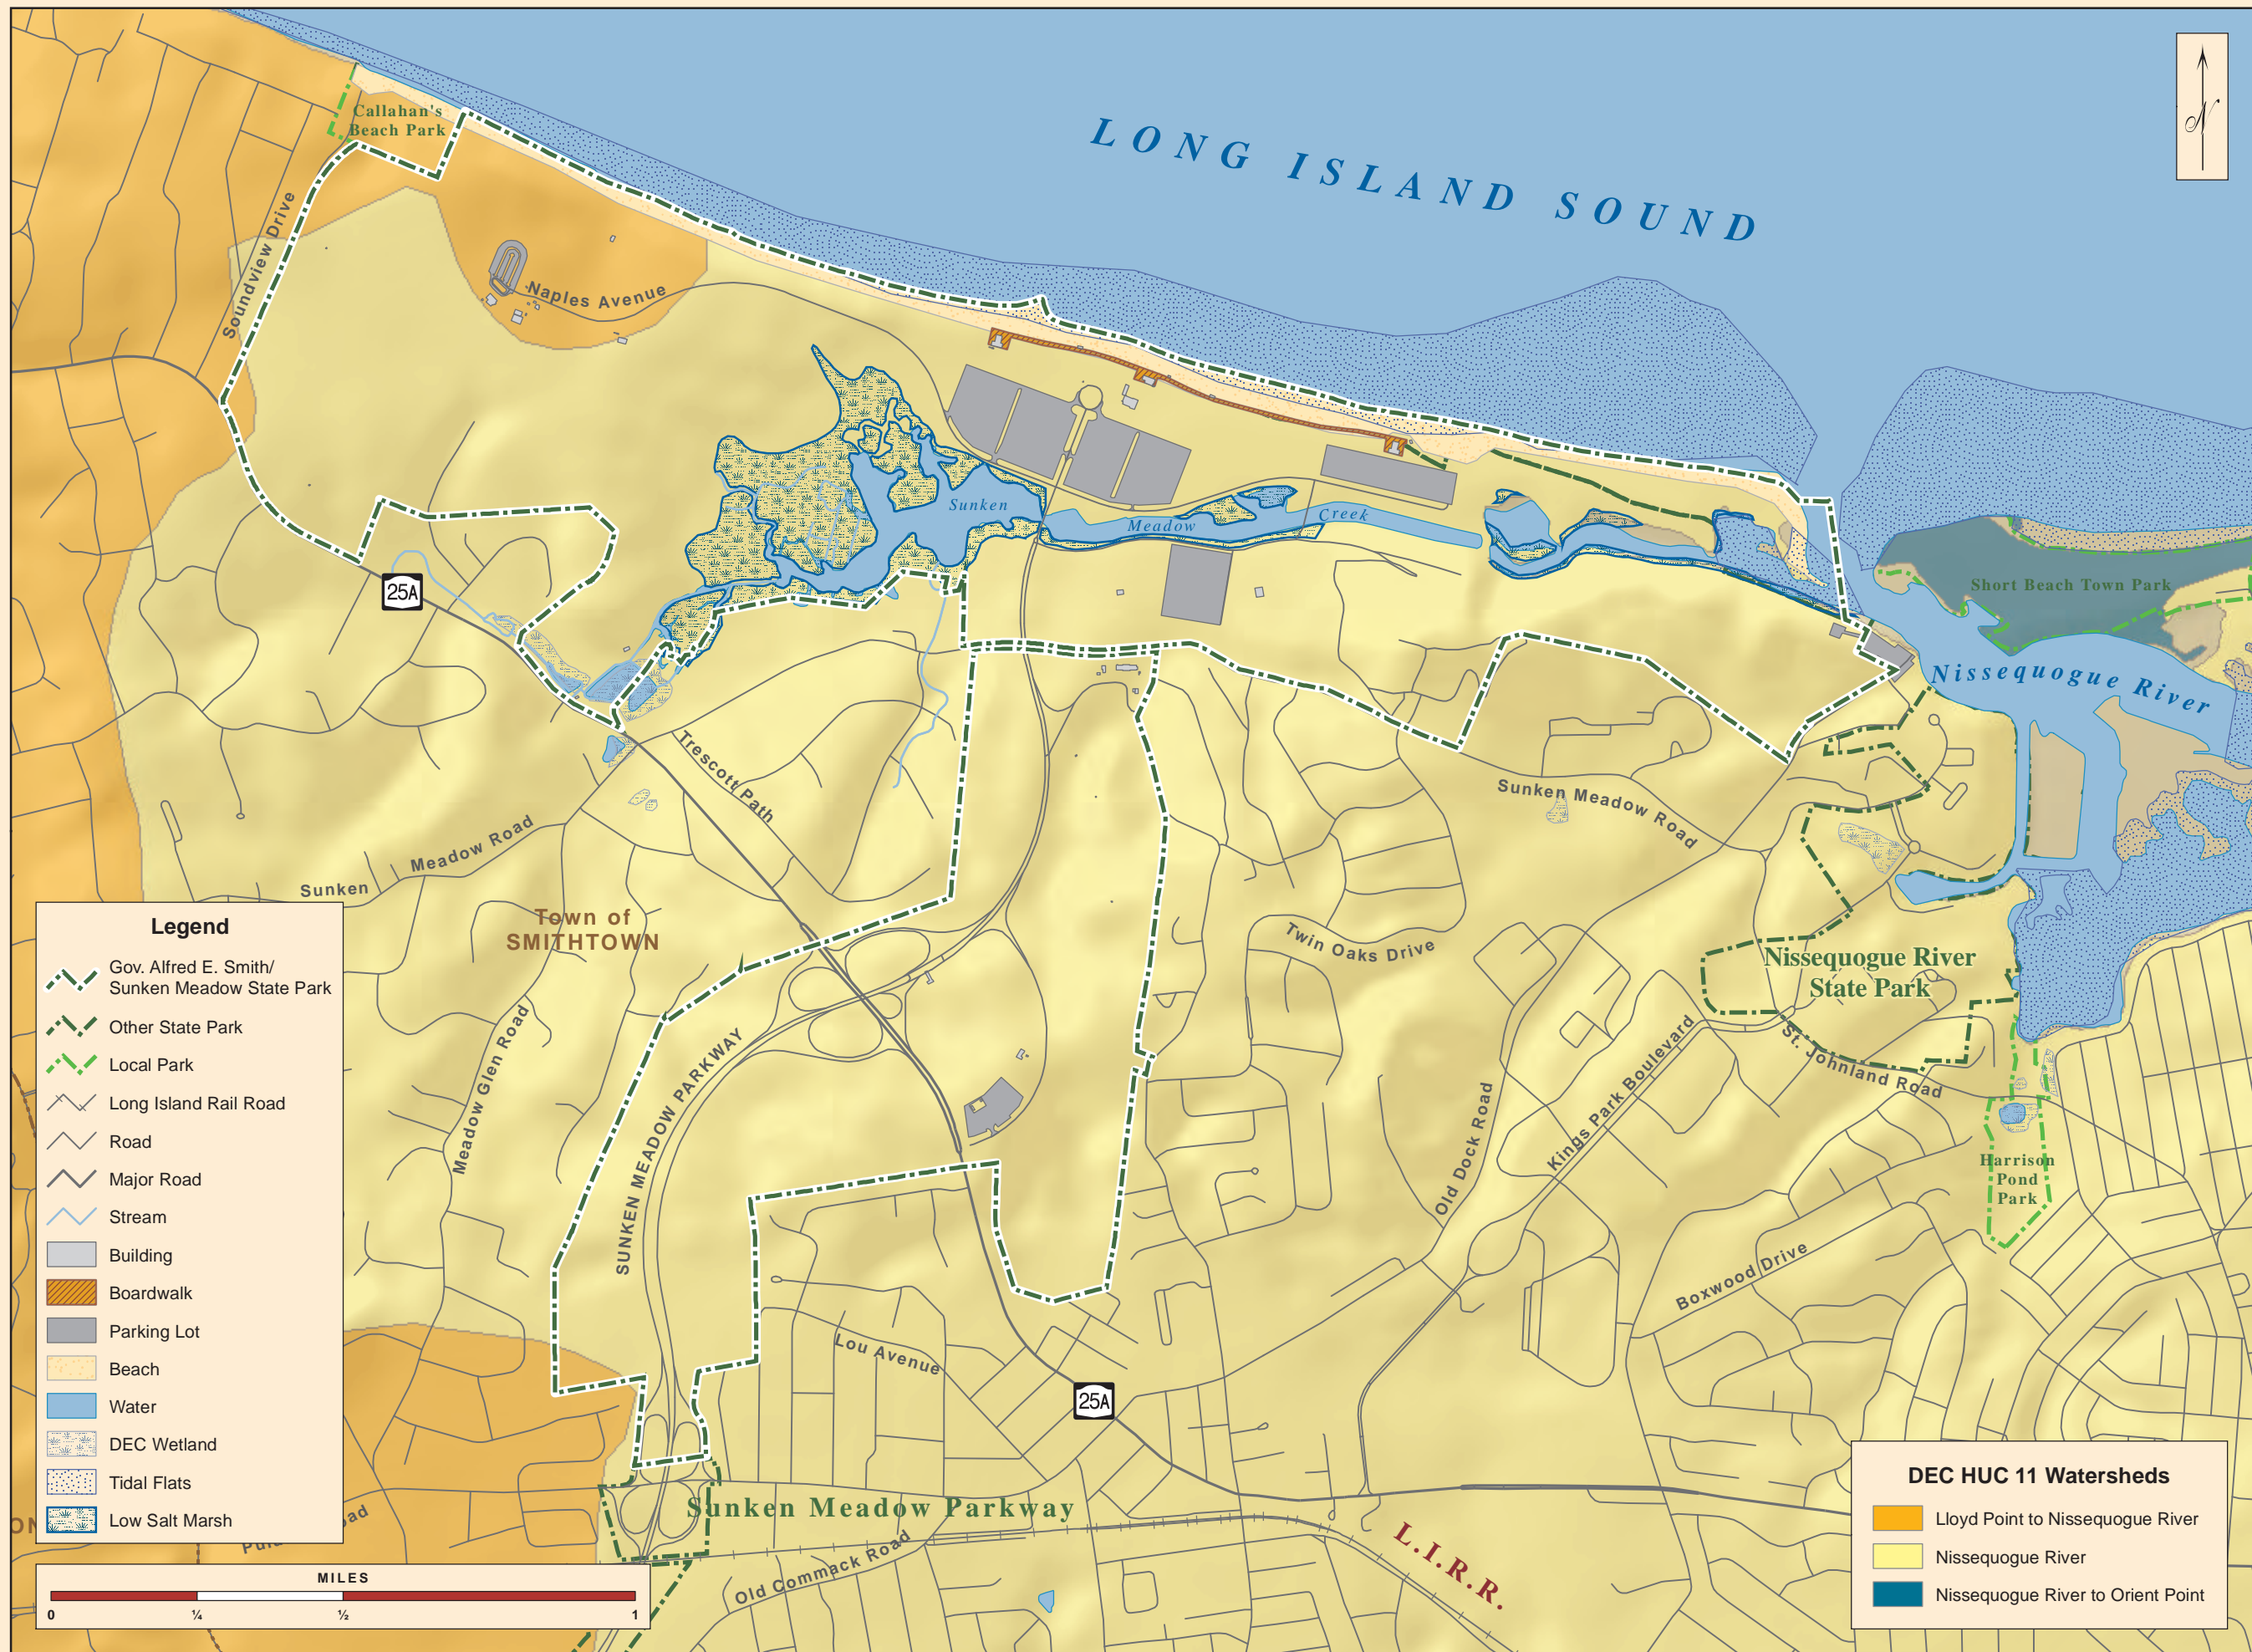 N
Callahan's
Beach Park
LONG ISLAND SOUND
Soundview Drive
Naples Avenue
Sunken
Meadow
Creek
25A
Short Beach Town Park
Nissequogue River
Trescott Path
Sunken Meadow Road
Sunken
Meadow Road
Town of
SMITHTOWN
Twin Oaks Drive
Nissequogue River
State Park
St. Johnland Road
Kings Park Boulevard
Old Dock Road
Meadow Glen Road
SUNKEN MEADOW PARKWAY
Harrison
Pond
Park
Boxwood Drive
Lou Avenue
25A
Sunken Meadow Parkway
Old Commack Road
L.I.R.R.
Legend
Gov. Alfred E. Smith/
Sunken Meadow State Park
Other State Park
Local Park
Long Island Rail Road
Road
Major Road
Stream
Building
Boardwalk
Parking Lot
Beach
Water
DEC Wetland
Tidal Flats
Low Salt Marsh
MILES
0 ¼ ½ 1
DEC HUC 11 Watersheds
Lloyd Point to Nissequogue River
Nissequogue River
Nissequogue River to Orient Point